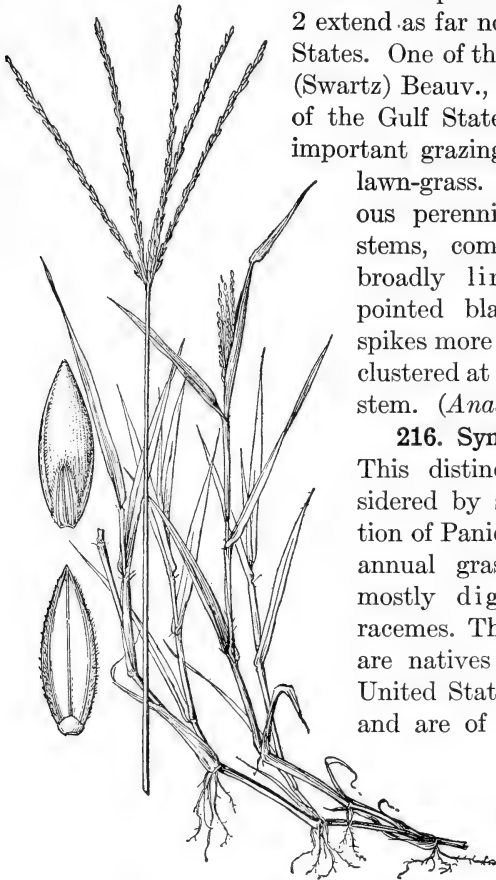 2 extend as far no
States. One of th
(Swartz) Beauv.,
of the Gulf State
important grazing
lawn-grass.
ous perenni
stems, com
broadly lin
pointed bla
spikes more
clustered at
stem. (Ana
216. Syn
This distinc
sidered by s
tion of Panic
annual gras
mostly dig
racemes. Th
are natives
United Stat
and are of